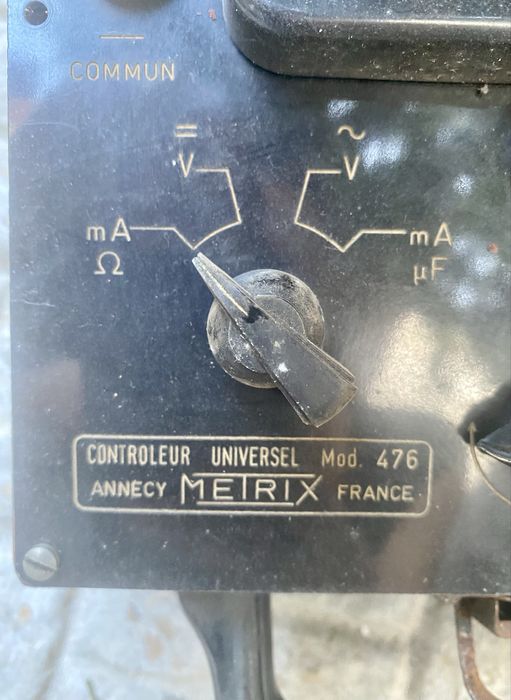 COMMUN
= ~
V V
mA mA
Ω µF
CONTROLEUR UNIVERSEL Mod. 476
ANNECY METRIX FRANCE